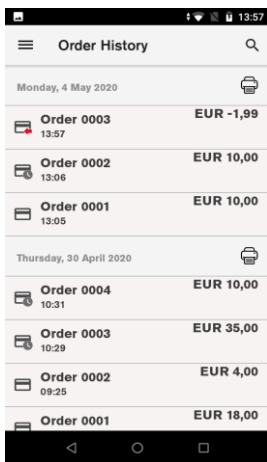 13:57
Order History
Monday, 4 May 2020
Order 0003 EUR -1,99
13:57
Order 0002 EUR 10,00
13:06
Order 0001 EUR 10,00
13:05
Thursday, 30 April 2020
Order 0004 EUR 10,00
10:31
Order 0003 EUR 35,00
10:29
Order 0002 EUR 4,00
09:25
Order 0001 EUR 18,00